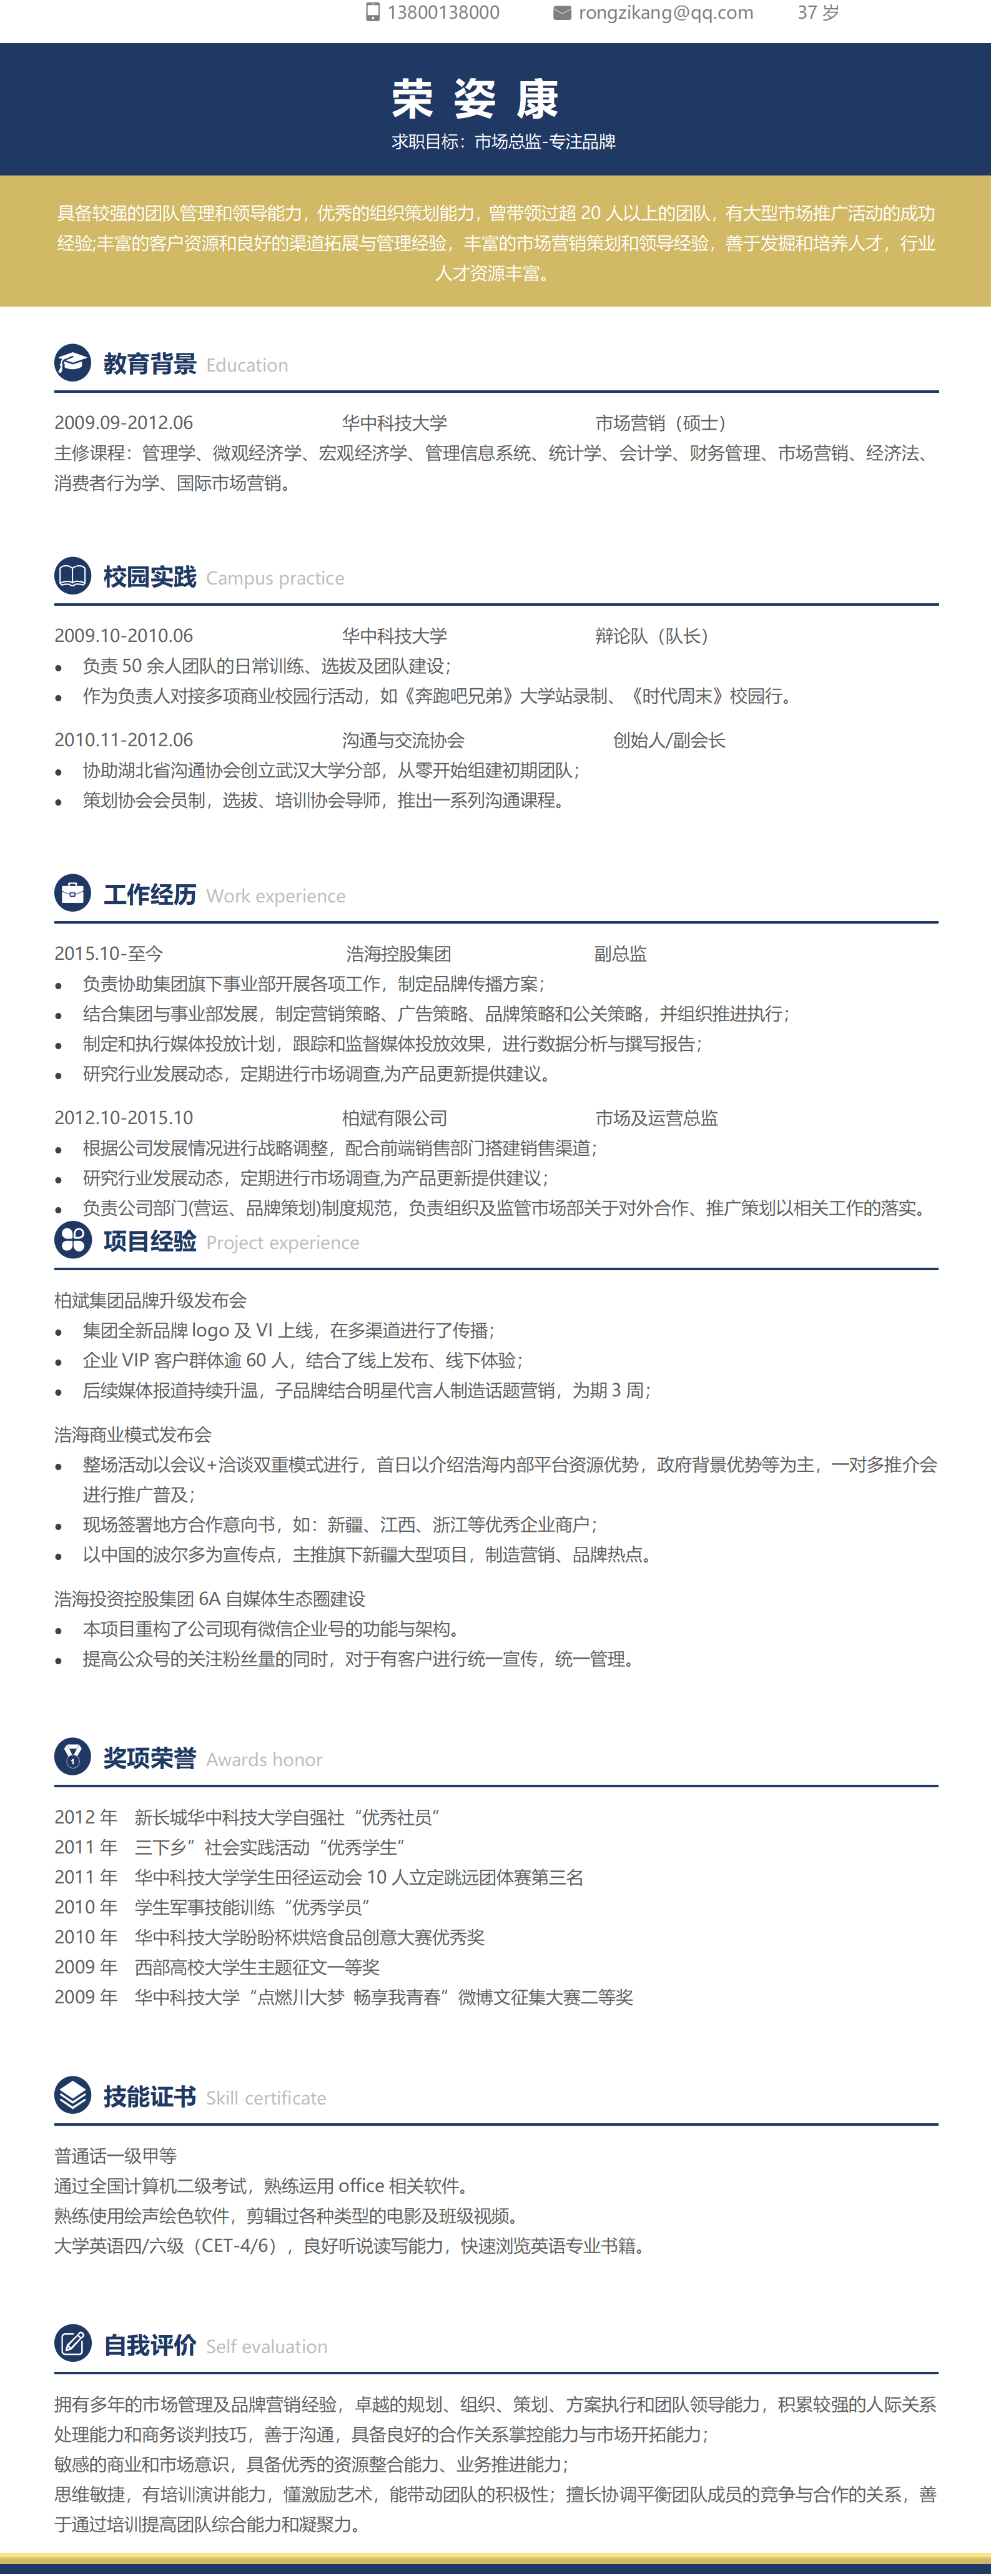 13800138000 rongzikang@qq.com 37 岁
荣 姿 康
求职目标：市场总监-专注品牌
具备较强的团队管理和领导能力，优秀的组织策划能力，曾带领过超 20 人以上的团队，有大型市场推广活动的成功
经验;丰富的客户资源和良好的渠道拓展与管理经验，丰富的市场营销策划和领导经验，善于发掘和培养人才，行业
人才资源丰富。
教育背景 Education
2009.09-2012.06 华中科技大学 市场营销（硕士）
主修课程：管理学、微观经济学、宏观经济学、管理信息系统、统计学、会计学、财务管理、市场营销、经济法、
消费者行为学、国际市场营销。
校园实践 Campus practice
2009.10-2010.06 华中科技大学 辩论队（队长）
● 负责 50 余人团队的日常训练、选拔及团队建设；
● 作为负责人对接多项商业校园行活动，如《奔跑吧兄弟》大学站录制、《时代周末》校园行。
2010.11-2012.06 沟通与交流协会 创始人/副会长
● 协助湖北省沟通协会创立武汉大学分部，从零开始组建初期团队；
● 策划协会会员制，选拔、培训协会导师，推出一系列沟通课程。
工作经历 Work experience
2015.10-至今 浩海控股集团 副总监
● 负责协助集团旗下事业部开展各项工作，制定品牌传播方案；
● 结合集团与事业部发展，制定营销策略、广告策略、品牌策略和公关策略，并组织推进执行；
● 制定和执行媒体投放计划，跟踪和监督媒体投放效果，进行数据分析与撰写报告；
● 研究行业发展动态，定期进行市场调查,为产品更新提供建议。
2012.10-2015.10 柏斌有限公司 市场及运营总监
● 根据公司发展情况进行战略调整，配合前端销售部门搭建销售渠道；
● 研究行业发展动态，定期进行市场调查,为产品更新提供建议；
● 负责公司部门(营运、品牌策划)制度规范，负责组织及监管市场部关于对外合作、推广策划以相关工作的落实。
项目经验 Project experience
柏斌集团品牌升级发布会
● 集团全新品牌 logo 及 VI 上线，在多渠道进行了传播；
● 企业 VIP 客户群体逾 60 人，结合了线上发布、线下体验；
● 后续媒体报道持续升温，子品牌结合明星代言人制造话题营销，为期 3 周；
浩海商业模式发布会
● 整场活动以会议+洽谈双重模式进行，首日以介绍浩海内部平台资源优势，政府背景优势等为主，一对多推介会
进行推广普及；
● 现场签署地方合作意向书，如：新疆、江西、浙江等优秀企业商户；
● 以中国的波尔多为宣传点，主推旗下新疆大型项目，制造营销、品牌热点。
浩海投资控股集团 6A 自媒体生态圈建设
● 本项目重构了公司现有微信企业号的功能与架构。
● 提高公众号的关注粉丝量的同时，对于有客户进行统一宣传，统一管理。
奖项荣誉 Awards honor
2012 年 新长城华中科技大学自强社“优秀社员”
2011 年 三下乡”社会实践活动“优秀学生”
2011 年 华中科技大学学生田径运动会 10 人立定跳远团体赛第三名
2010 年 学生军事技能训练“优秀学员”
2010 年 华中科技大学盼盼杯烘焙食品创意大赛优秀奖
2009 年 西部高校大学生主题征文一等奖
2009 年 华中科技大学“点燃川大梦 畅享我青春”微博文征集大赛二等奖
技能证书 Skill certificate
普通话一级甲等
通过全国计算机二级考试，熟练运用 office 相关软件。
熟练使用绘声绘色软件，剪辑过各种类型的电影及班级视频。
大学英语四/六级（CET-4/6），良好听说读写能力，快速浏览英语专业书籍。
自我评价 Self evaluation
拥有多年的市场管理及品牌营销经验，卓越的规划、组织、策划、方案执行和团队领导能力，积累较强的人际关系
处理能力和商务谈判技巧，善于沟通，具备良好的合作关系掌控能力与市场开拓能力；
敏感的商业和市场意识，具备优秀的资源整合能力、业务推进能力；
思维敏捷，有培训演讲能力，懂激励艺术，能带动团队的积极性；擅长协调平衡团队成员的竞争与合作的关系，善
于通过培训提高团队综合能力和凝聚力。